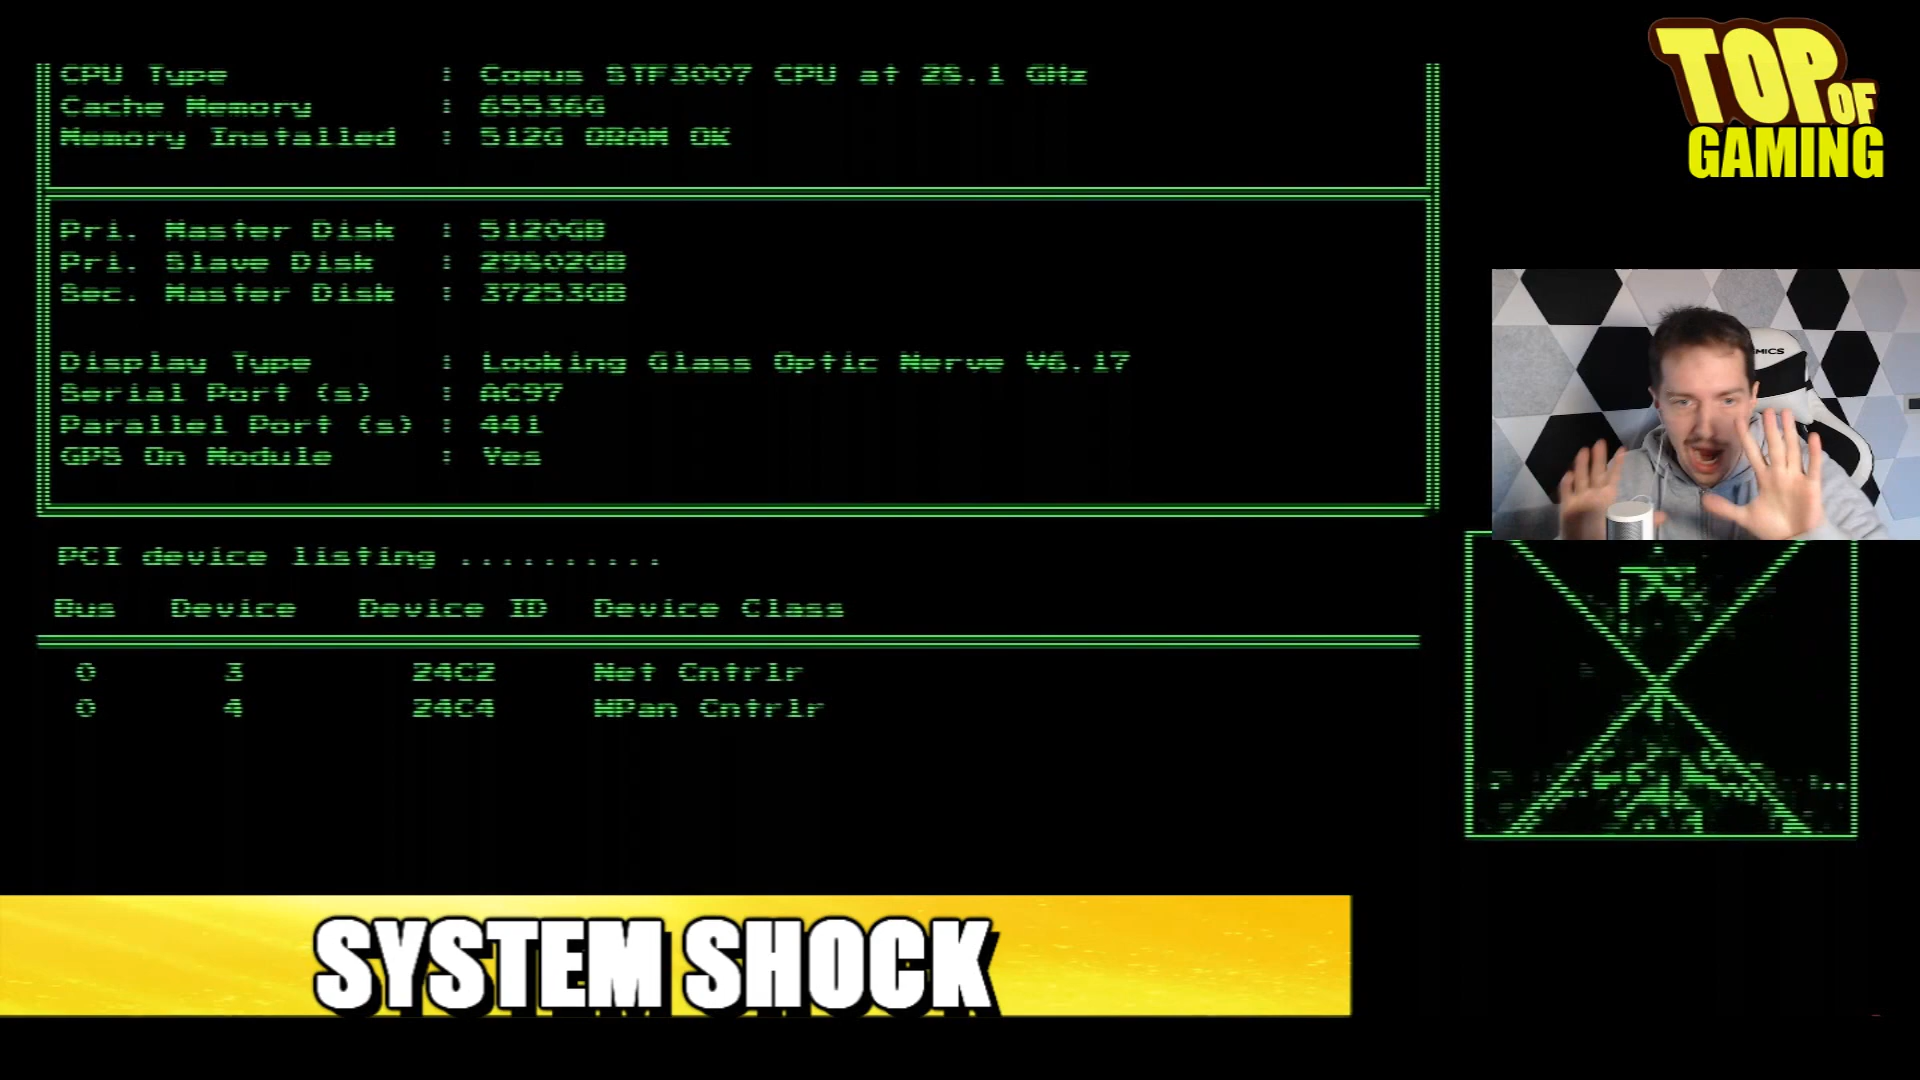 CPU Type : Coeus STF3007 CPU at 25.1 GHz
Cache Memory : 65536G
Memory Installed : 512G ORAM OK
Pri. Master Disk : 5120GB
Pri. Slave Disk : 29802GB
Sec. Master Disk : 37253GB
Display Type : Looking Glass Optic Nerve V6.17
Serial Port (s) : AC97
Parallel Port (s) : 441
GPS On Module : Yes
PCI device listing ..........
Bus Device Device ID Device Class
0 3 24C2 Net Cntrlr
0 4 24C4 MPan Cntrlr
TOP OF
GAMING
SYSTEM SHOCK